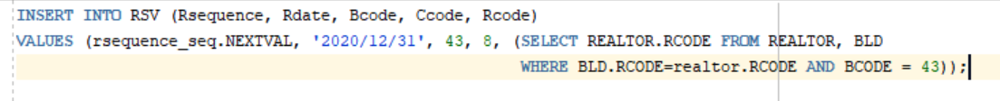 INSERT INTO RSV (Rsequence, Rdate, Bcode, Ccode, Rcode)
VALUES (rsequence_seq.NEXTVAL, '2020/12/31', 43, 8, (SELECT REALTOR.RCODE FROM REALTOR, BLD
WHERE BLD.RCODE=realtor.RCODE AND BCODE = 43));